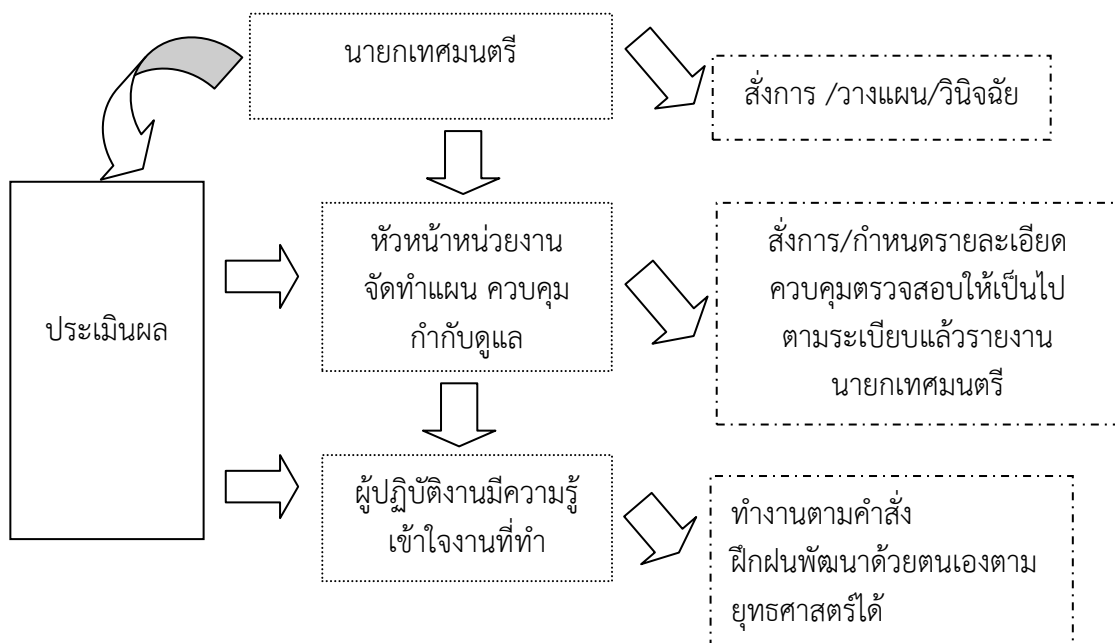 นายกเทศมนตรี
สั่งการ /วางแผน/วินิจฉัย
หัวหน้าหน่วยงาน
จัดทำแผน ควบคุม
กำกับดูแล
สั่งการ/กำหนดรายละเอียด
ควบคุมตรวจสอบให้เป็นไป
ตามระเบียบแล้วรายงาน
นายกเทศมนตรี
ประเมินผล
ผู้ปฏิบัติงานมีความรู้
เข้าใจงานที่ทำ
ทำงานตามคำสั่ง
ฝึกฝนพัฒนาด้วยตนเองตาม
ยุทธศาสตร์ได้